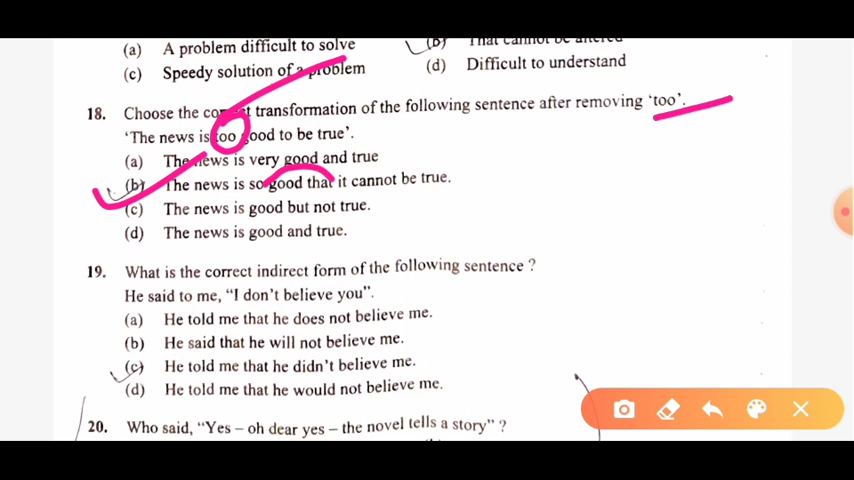 (a) A problem difficult to solve
(b) That cannot be altered
(c) Speedy solution of a problem
(d) Difficult to understand
18. Choose the correct transformation of the following sentence after removing ‘too’.
‘The news is too good to be true’.
(a) The news is very good and true
(b) The news is so good that it cannot be true.
(c) The news is good but not true.
(d) The news is good and true.
19. What is the correct indirect form of the following sentence ?
He said to me, “I don’t believe you”.
(a) He told me that he does not believe me.
(b) He said that he will not believe me.
(c) He told me that he didn’t believe me.
(d) He told me that he would not believe me.
20. Who said, “Yes – oh dear yes – the novel tells a story” ?